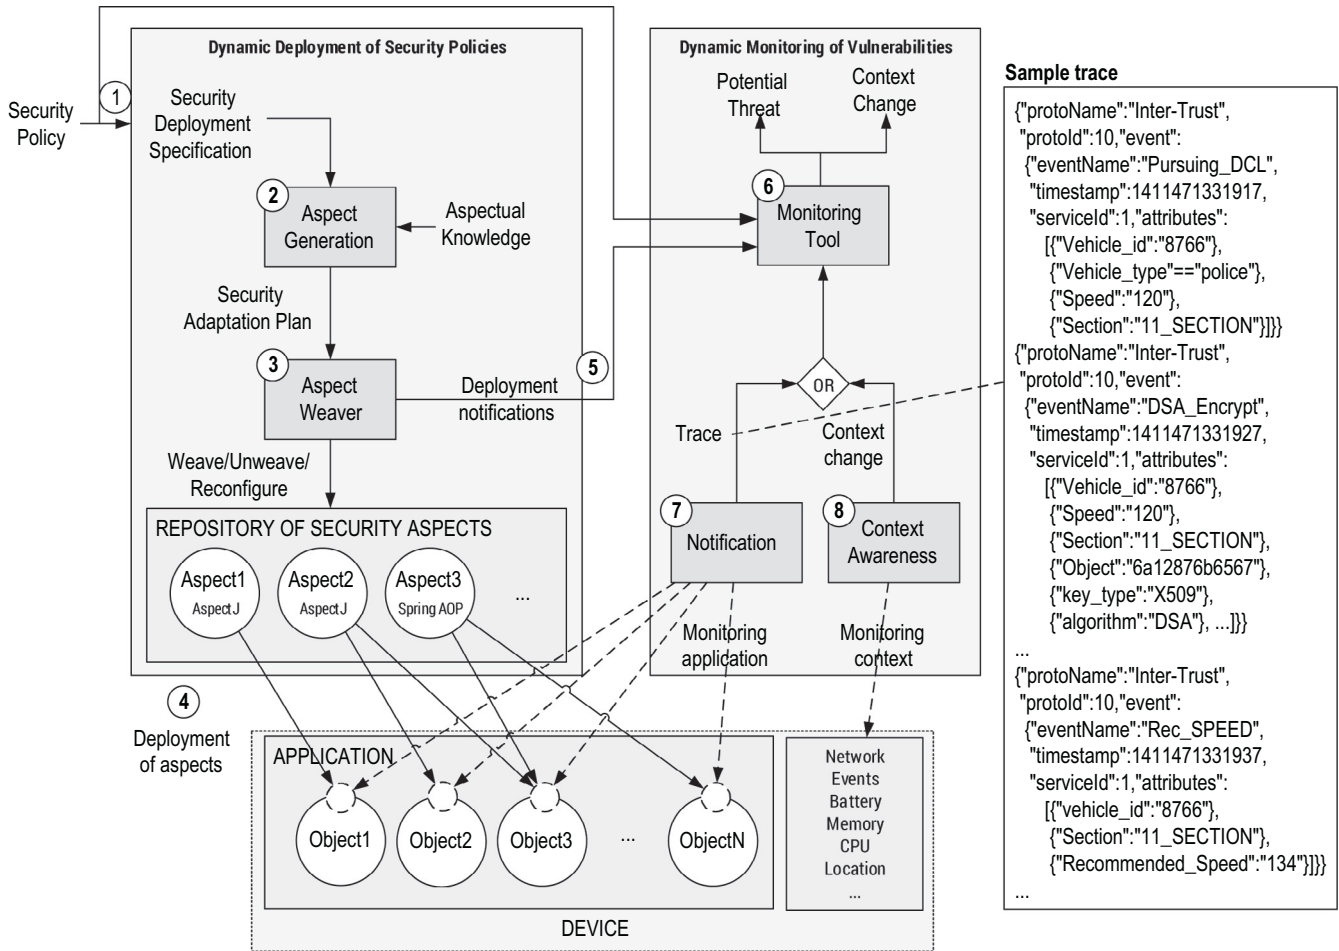 Dynamic Deployment of Security Policies
Security
Policy
1
Security
Deployment
Specification
2
Aspect
Generation
Aspectual
Knowledge
Security
Adaptation Plan
3
Aspect
Weaver
Deployment
notifications
5
Weave/Unweave/
Reconfigure
REPOSITORY OF SECURITY ASPECTS
Aspect1
AspectJ
Aspect2
AspectJ
Aspect3
Spring AOP
...
4
Deployment
of aspects
Dynamic Monitoring of Vulnerabilities
Potential
Threat
Context
Change
6
Monitoring
Tool
OR
Trace
Context
change
7
Notification
8
Context
Awareness
Monitoring
application
Monitoring
context
APPLICATION
Object1
Object2
Object3
...
ObjectN
Network
Events
Battery
Memory
CPU
Location
...
DEVICE
Sample trace
{"protoName":"Inter-Trust",
"protoId":10,"event":
{"eventName":"Pursuing_DCL",
"timestamp":1411471331917,
"serviceId":1,"attributes":
[{"Vehicle_id":"8766"},
{"Vehicle_type"=="police"},
{"Speed":"120"},
{"Section":"11_SECTION"}]}}
{"protoName":"Inter-Trust",
"protoId":10,"event":
{"eventName":"DSA_Encrypt",
"timestamp":1411471331927,
"serviceId":1,"attributes":
[{"Vehicle_id":"8766"},
{"Speed":"120"},
{"Section":"11_SECTION"},
{"Object":"6a12876b6567"},
{"key_type":"X509"},
{"algorithm":"DSA"}, ...]}}
...
{"protoName":"Inter-Trust",
"protoId":10,"event":
{"eventName":"Rec_SPEED",
"timestamp":1411471331937,
"serviceId":1,"attributes":
[{"vehicle_id":"8766"},
{"Section":"11_SECTION"},
{"Recommended_Speed":"134"}]}}
...